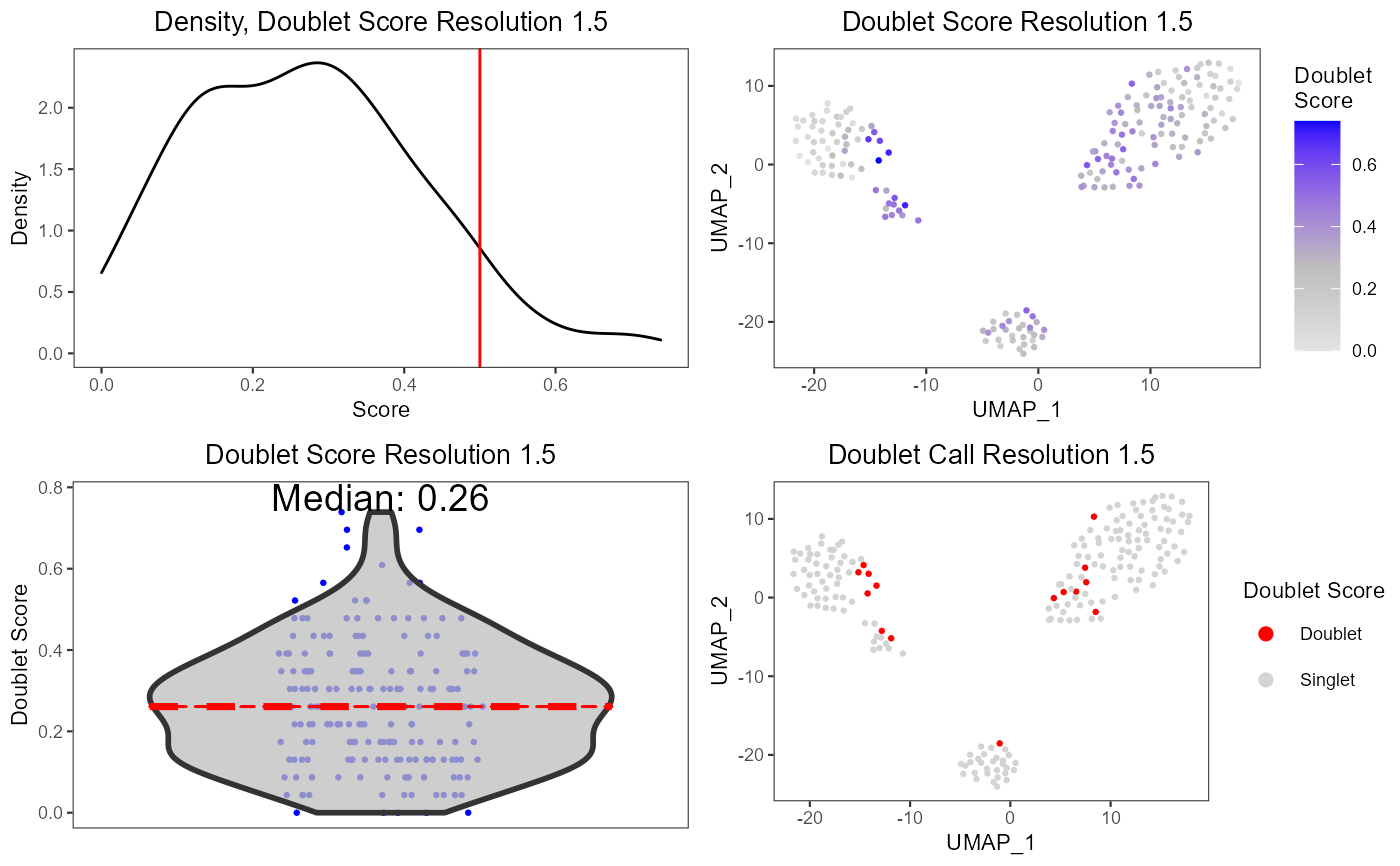 Density, Doublet Score Resolution 1.5
2.0
1.5
1.0
0.5
0.0
Density
0.0 0.2 0.4 0.6
Score
Doublet Score Resolution 1.5
10
0
-10
-20
UMAP_2
-20 -10 0 10
UMAP_1
Doublet
Score
0.6
0.4
0.2
0.0
Doublet Score Resolution 1.5
Median: 0.26
0.8
0.6
0.4
0.2
0.0
Doublet Score
Doublet Call Resolution 1.5
10
0
-10
-20
UMAP_2
-20 -10 0 10
UMAP_1
Doublet Score
Doublet
Singlet